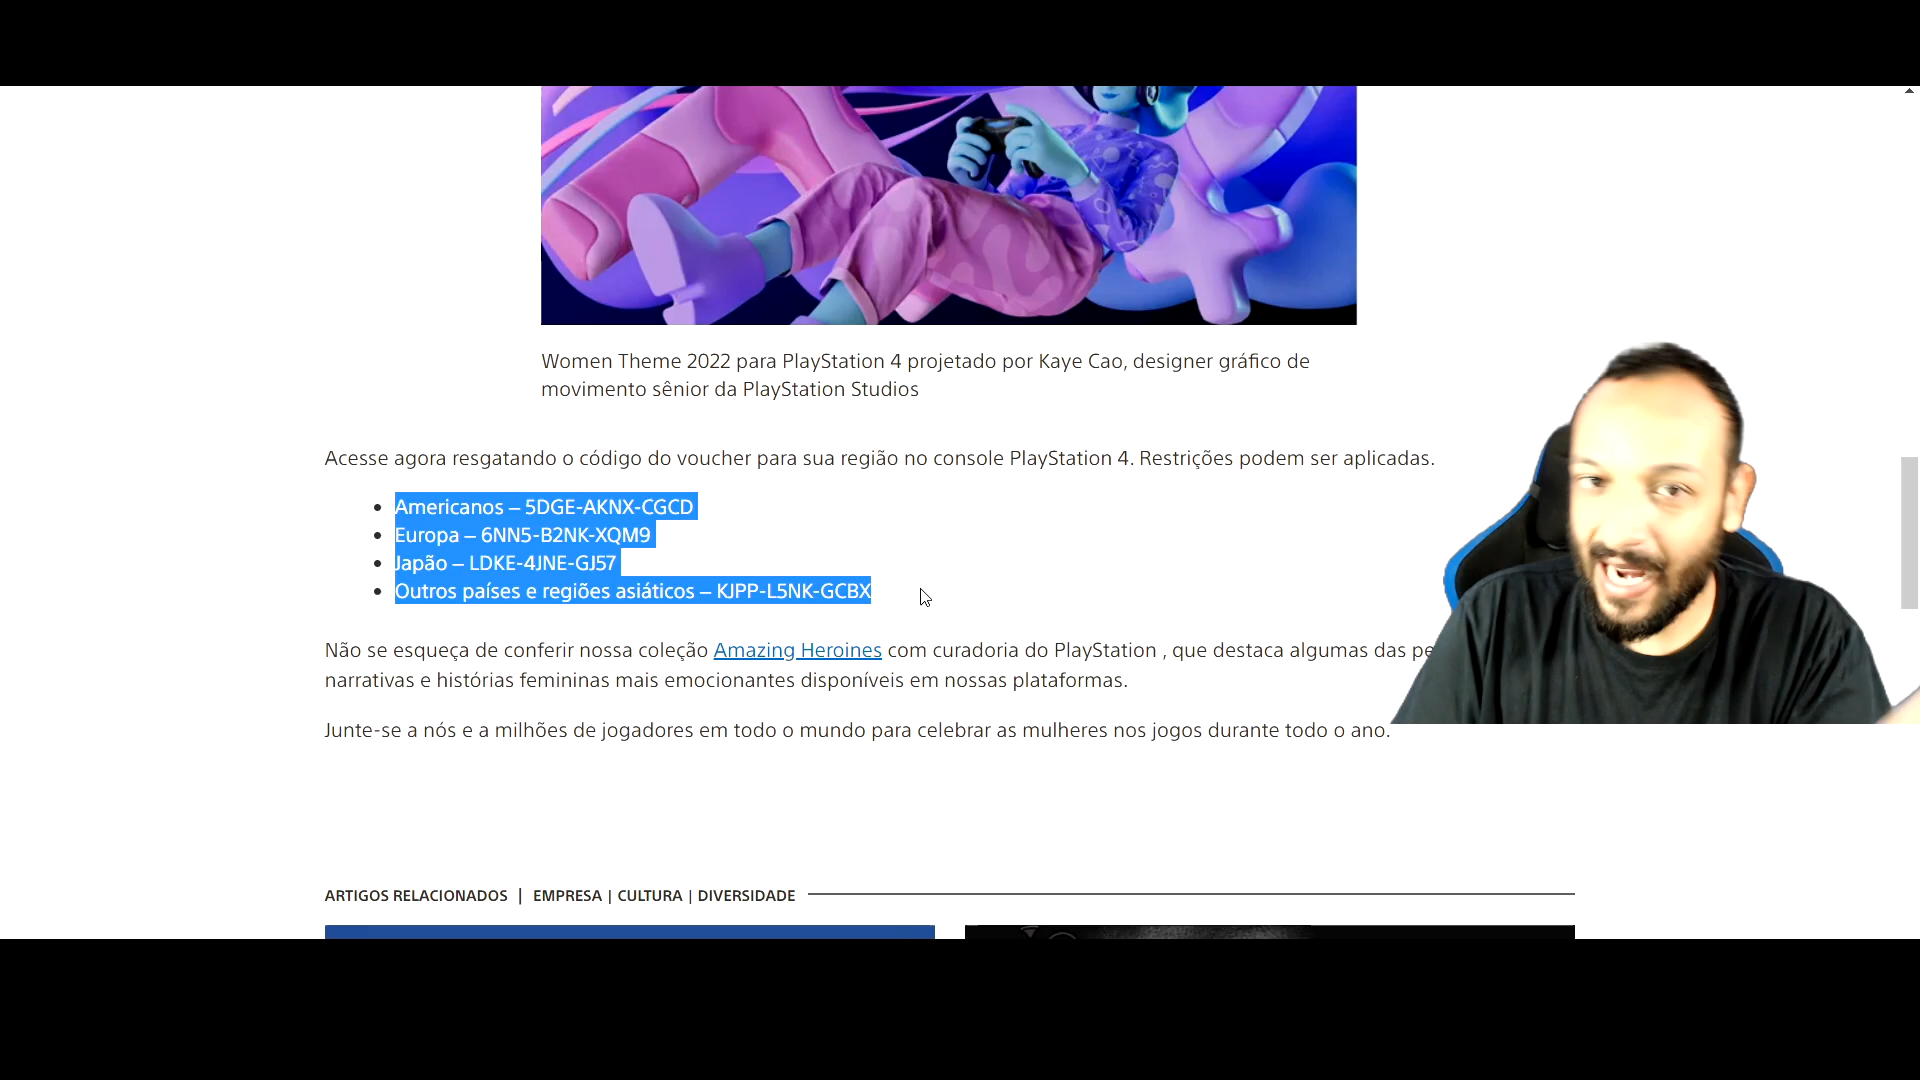 Women Theme 2022 para PlayStation 4 projetado por Kaye Cao, designer gráfico de
movimento sênior da PlayStation Studios
Acesse agora resgatando o código do voucher para sua região no console PlayStation 4. Restrições podem ser aplicadas.
Americanos – 5DGE-AKNX-CGCD
Europa – 6NN5-B2NK-XQM9
Japão – LDKE-4JNE-GJ57
Outros países e regiões asiáticos – KJPP-L5NK-GCBX
Não se esqueça de conferir nossa coleção Amazing Heroines com curadoria do PlayStation , que destaca algumas das
narrativas e histórias femininas mais emocionantes disponíveis em nossas plataformas.
Junte-se a nós e a milhões de jogadores em todo o mundo para celebrar as mulheres nos jogos durante todo o ano.
ARTIGOS RELACIONADOS | EMPRESA | CULTURA | DIVERSIDADE